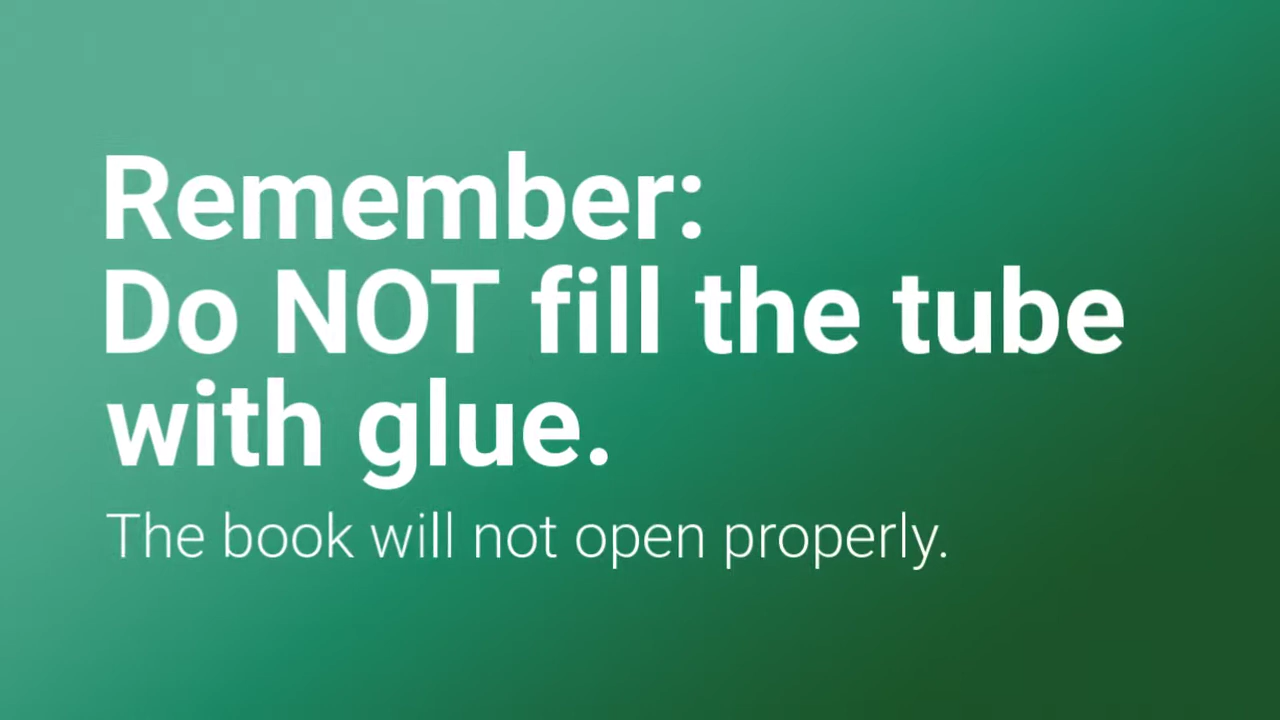 Remember:
Do NOT fill the tube
with glue.
The book will not open properly.